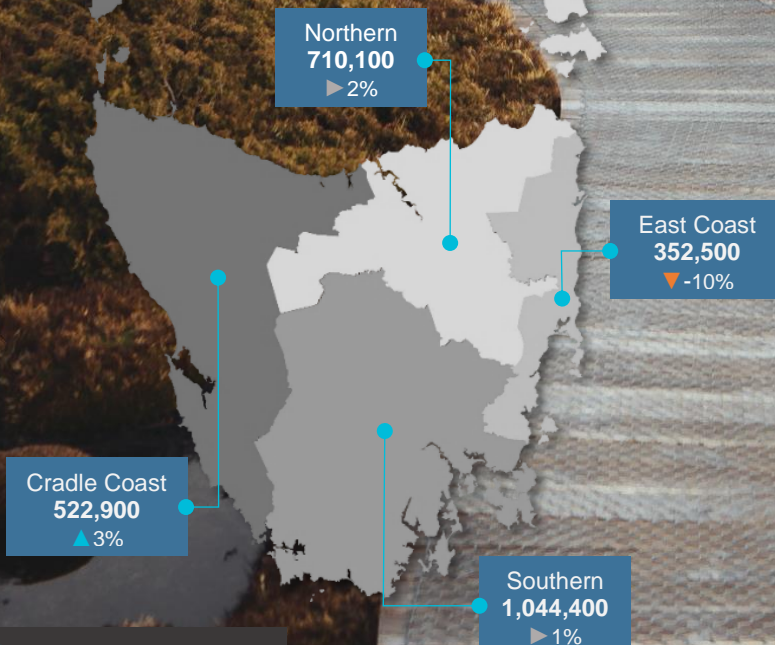 Northern
710,100
▶2%
East Coast
352,500
▼-10%
Cradle Coast
522,900
▲3%
Southern
1,044,400
▶1%